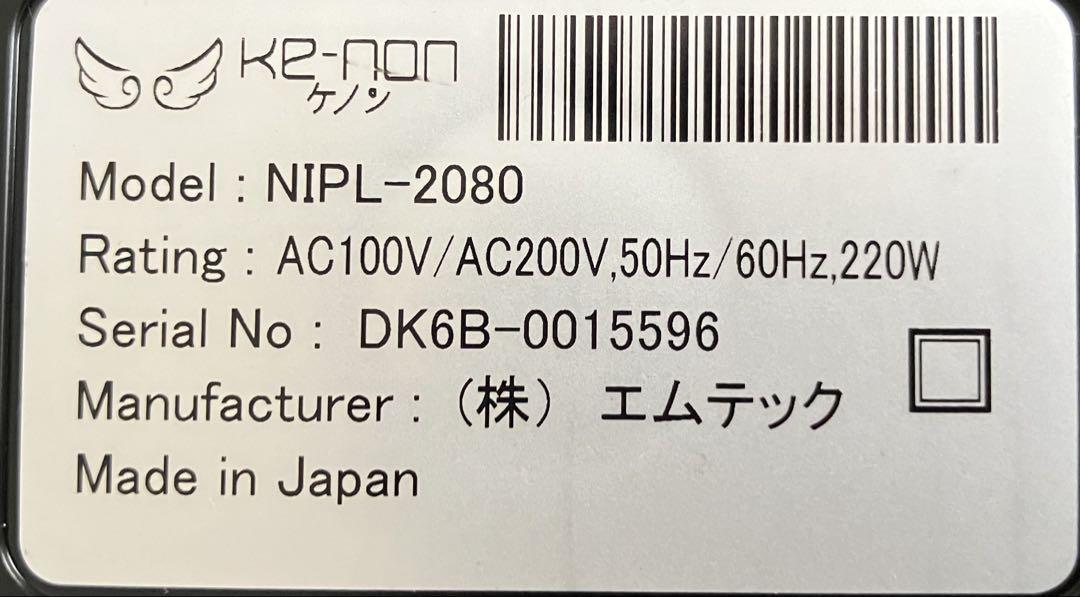 Ke-non
ケノン
Model : NIPL-2080
Rating : AC100V/AC200V,50Hz/60Hz,220W
Serial No : DK6B-0015596
Manufacturer : (株) エムテック
Made in Japan